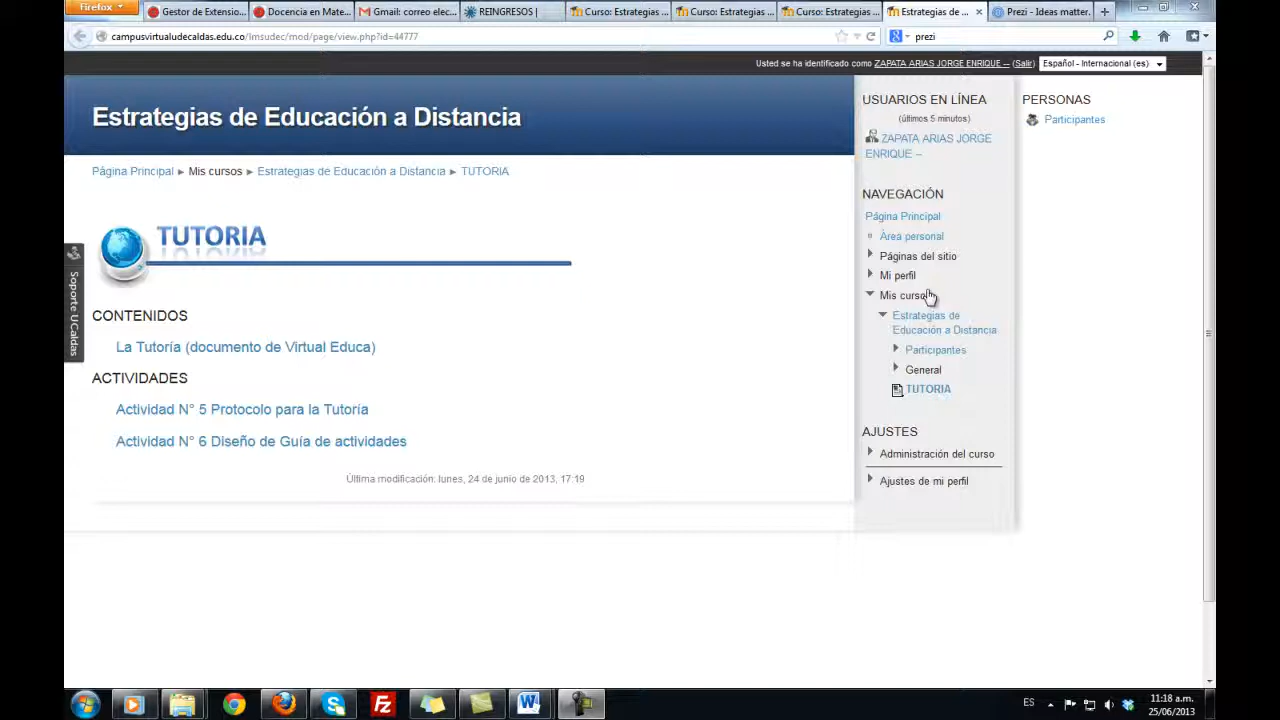 Firefox
Gestor de Extensio...
Docencia en Mate...
Gmail: correo elec...
REINGRESOS |
Curso: Estrategias ...
Curso: Estrategias ...
Curso: Estrategias ...
Estrategias de ...
Prezi - Ideas matter.
campusvirtualudecaldas.edu.co/lmsudec/mod/page/view.php?id=44777
prezi
Usted se ha identificado como ZAPATA ARIAS JORGE ENRIQUE -- (Salir)
Español - Internacional (es)
Estrategias de Educación a Distancia
Página Principal ► Mis cursos ► Estrategias de Educación a Distancia ► TUTORIA
TUTORIA
CONTENIDOS
La Tutoría (documento de Virtual Educa)
ACTIVIDADES
Actividad N° 5 Protocolo para la Tutoría
Actividad N° 6 Diseño de Guía de actividades
Última modificación: lunes, 24 de junio de 2013, 17:19
Soporte UCaldas
USUARIOS EN LÍNEA
(últimos 5 minutos)
ZAPATA ARIAS JORGE
ENRIQUE --
NAVEGACIÓN
Página Principal
Área personal
Páginas del sitio
Mi perfil
Mis cursos
Estrategias de
Educación a Distancia
Participantes
General
TUTORIA
AJUSTES
Administración del curso
Ajustes de mi perfil
PERSONAS
Participantes
ES
11:18 a.m.
25/06/2013